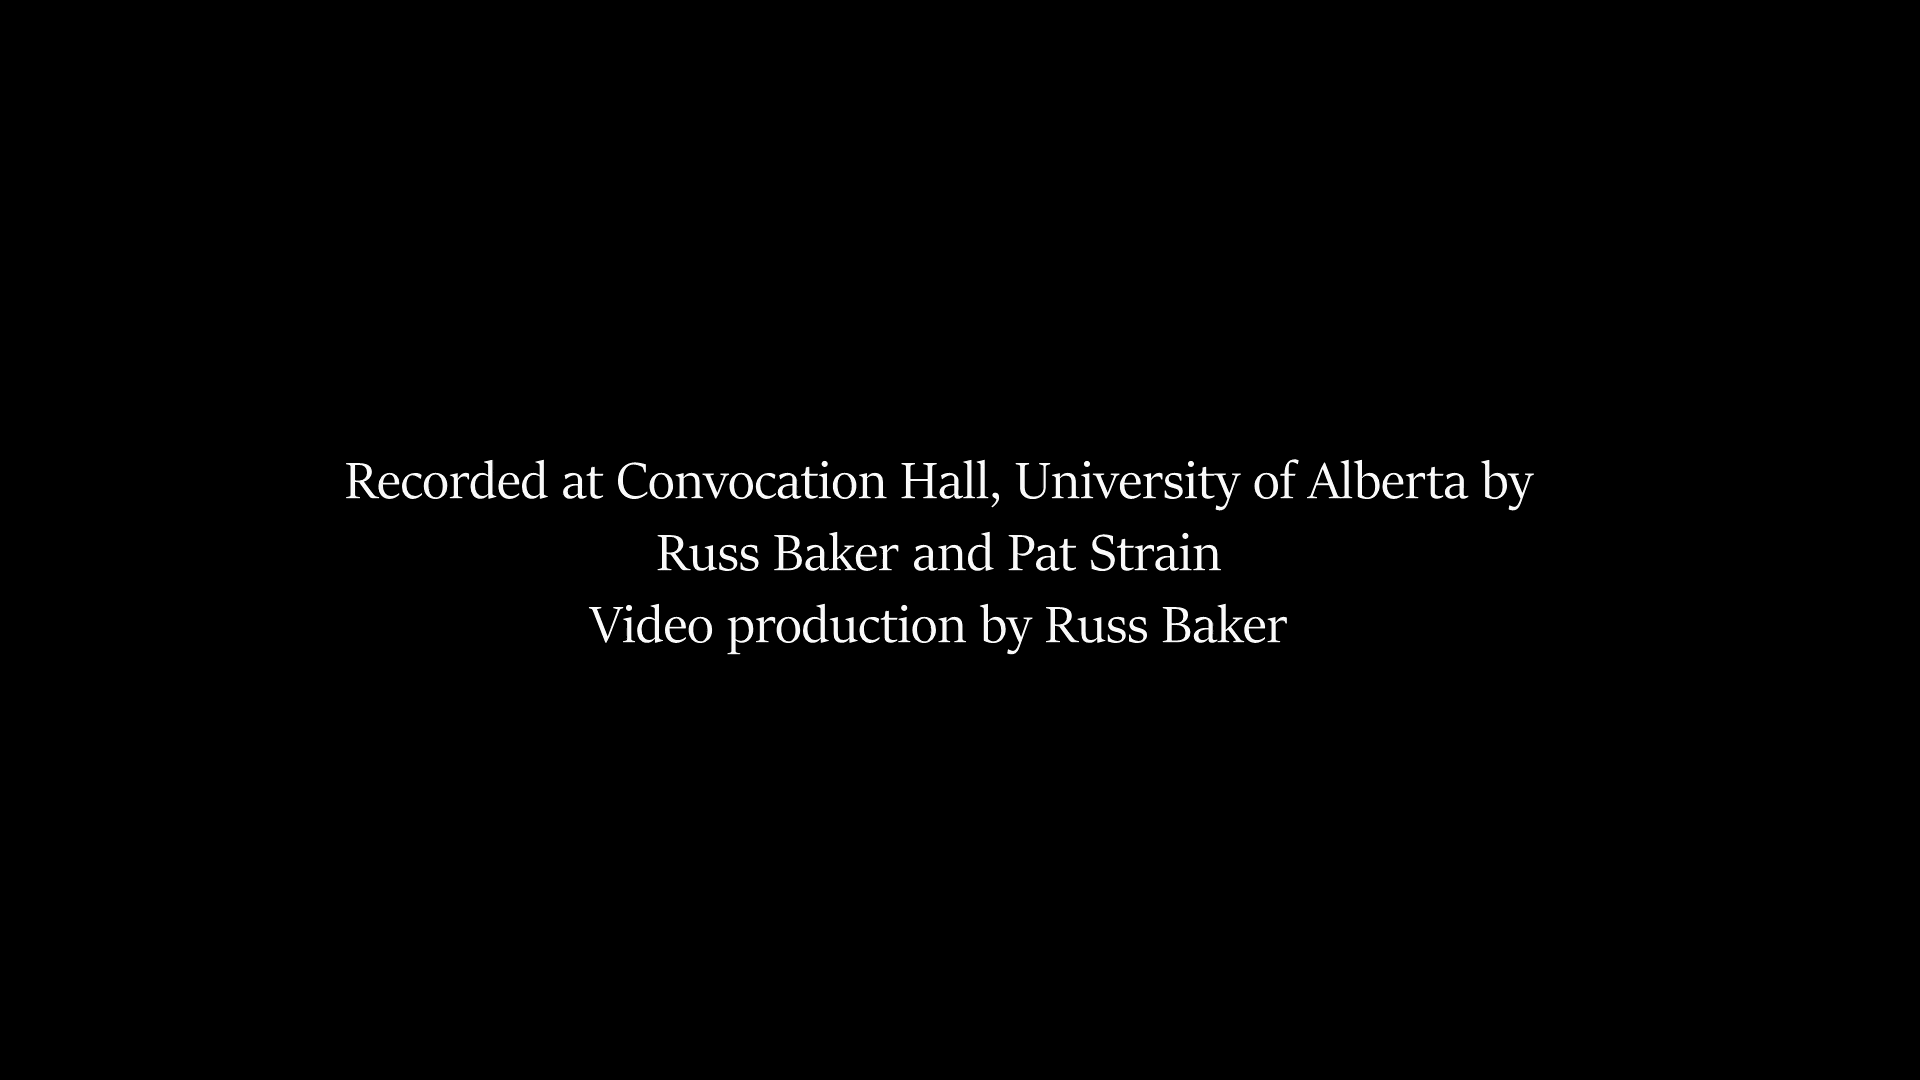 Recorded at Convocation Hall, University of Alberta by
Russ Baker and Pat Strain
Video production by Russ Baker